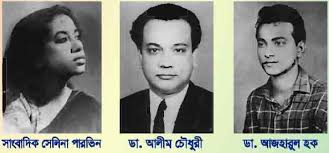 সাংবাদিক সেলিনা পারভিন
ডা. আলীম চৌধুরী
ডা. আজহারুল হক